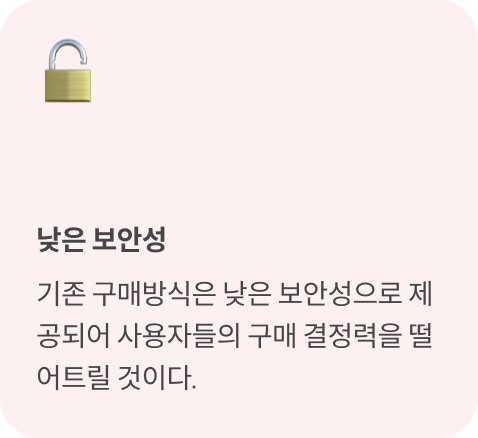 낮은 보안성
기존 구매방식은 낮은 보안성으로 제
공되어 사용자들의 구매 결정력을 떨
어트릴 것이다.